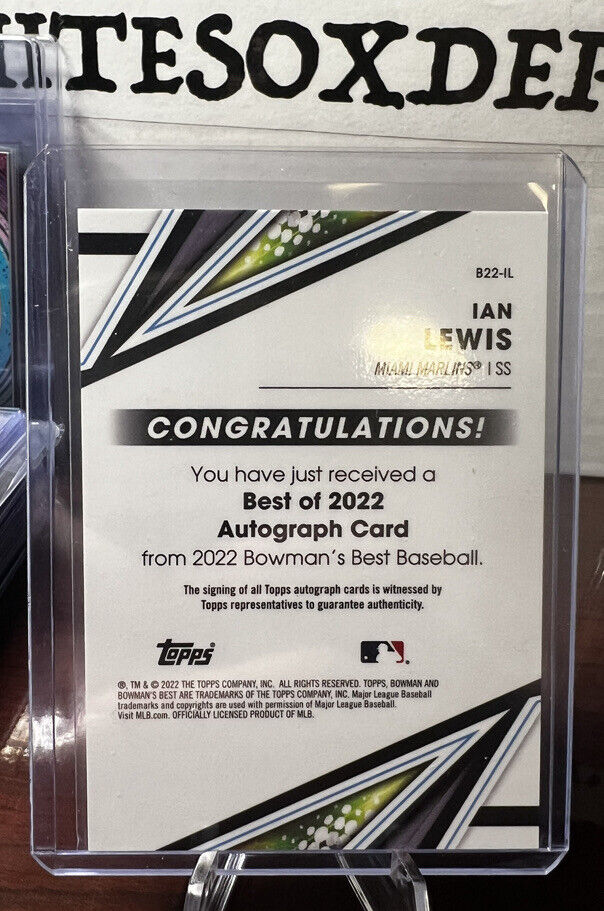 ITESOXDEP
B22-IL
IAN
LEWIS
MIAMI MARLINS® | SS
CONGRATULATIONS!
You have just received a
Best of 2022
Autograph Card
from 2022 Bowman's Best Baseball.
The signing of all Topps autograph cards is witnessed by
Topps representatives to guarantee authenticity.
topps®
®, TM & © 2022 THE TOPPS COMPANY, INC. ALL RIGHTS RESERVED. TOPPS, BOWMAN AND
BOWMAN'S BEST ARE TRADEMARKS OF THE TOPPS COMPANY, INC. Major League Baseball
trademarks and copyrights are used with permission of Major League Baseball.
Visit MLB.com. OFFICIALLY LICENSED PRODUCT OF MLB.